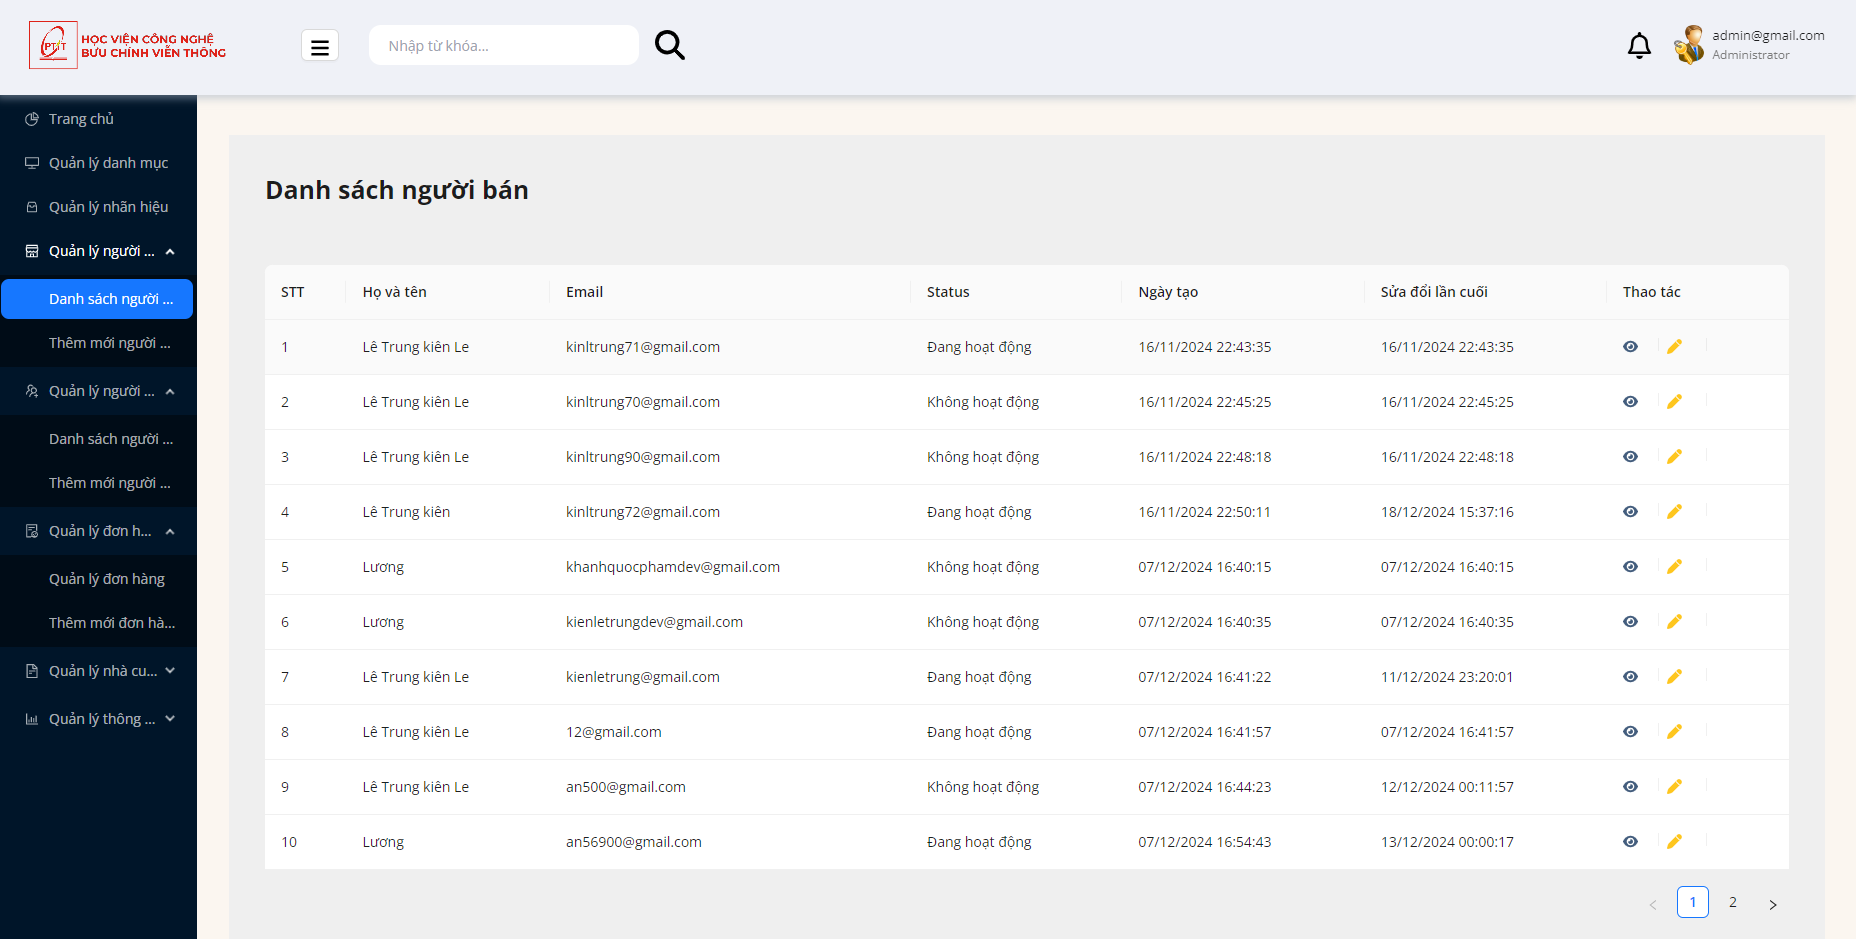 PTIT
HỌC VIỆN CÔNG NGHỆ
BƯU CHÍNH VIỄN THÔNG
Nhập từ khóa...
admin@gmail.com
Administrator
Trang chủ
Quản lý danh mục
Quản lý nhãn hiệu
Quản lý người ...
Danh sách người ...
Thêm mới người ...
Quản lý người ...
Danh sách người ...
Thêm mới người ...
Quản lý đơn h...
Quản lý đơn hàng
Thêm mới đơn hà...
Quản lý nhà cu...
Quản lý thông ...
Danh sách người bán
STT Họ và tên Email Status Ngày tạo Sửa đổi lần cuối Thao tác
1 Lê Trung kiên Le kinltrung71@gmail.com Đang hoạt động 16/11/2024 22:43:35 16/11/2024 22:43:35
2 Lê Trung kiên Le kinltrung70@gmail.com Không hoạt động 16/11/2024 22:45:25 16/11/2024 22:45:25
3 Lê Trung kiên Le kinltrung90@gmail.com Không hoạt động 16/11/2024 22:48:18 16/11/2024 22:48:18
4 Lê Trung kiên kinltrung72@gmail.com Đang hoạt động 16/11/2024 22:50:11 18/12/2024 15:37:16
5 Lương khanhquocphamdev@gmail.com Không hoạt động 07/12/2024 16:40:15 07/12/2024 16:40:15
6 Lương kienletrungdev@gmail.com Không hoạt động 07/12/2024 16:40:35 07/12/2024 16:40:35
7 Lê Trung kiên Le kienletrung@gmail.com Đang hoạt động 07/12/2024 16:41:22 11/12/2024 23:20:01
8 Lê Trung kiên Le 12@gmail.com Đang hoạt động 07/12/2024 16:41:57 07/12/2024 16:41:57
9 Lê Trung kiên Le an500@gmail.com Không hoạt động 07/12/2024 16:44:23 12/12/2024 00:11:57
10 Lương an56900@gmail.com Đang hoạt động 07/12/2024 16:54:43 13/12/2024 00:00:17
< 1 2 >